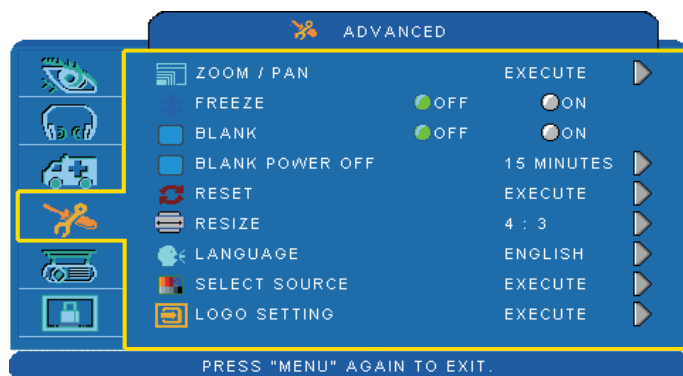 ADVANCED
ZOOM / PAN EXECUTE
FREEZE OFF ON
BLANK OFF ON
BLANK POWER OFF 15 MINUTES
RESET EXECUTE
RESIZE 4 : 3
LANGUAGE ENGLISH
SELECT SOURCE EXECUTE
LOGO SETTING EXECUTE
PRESS "MENU" AGAIN TO EXIT.